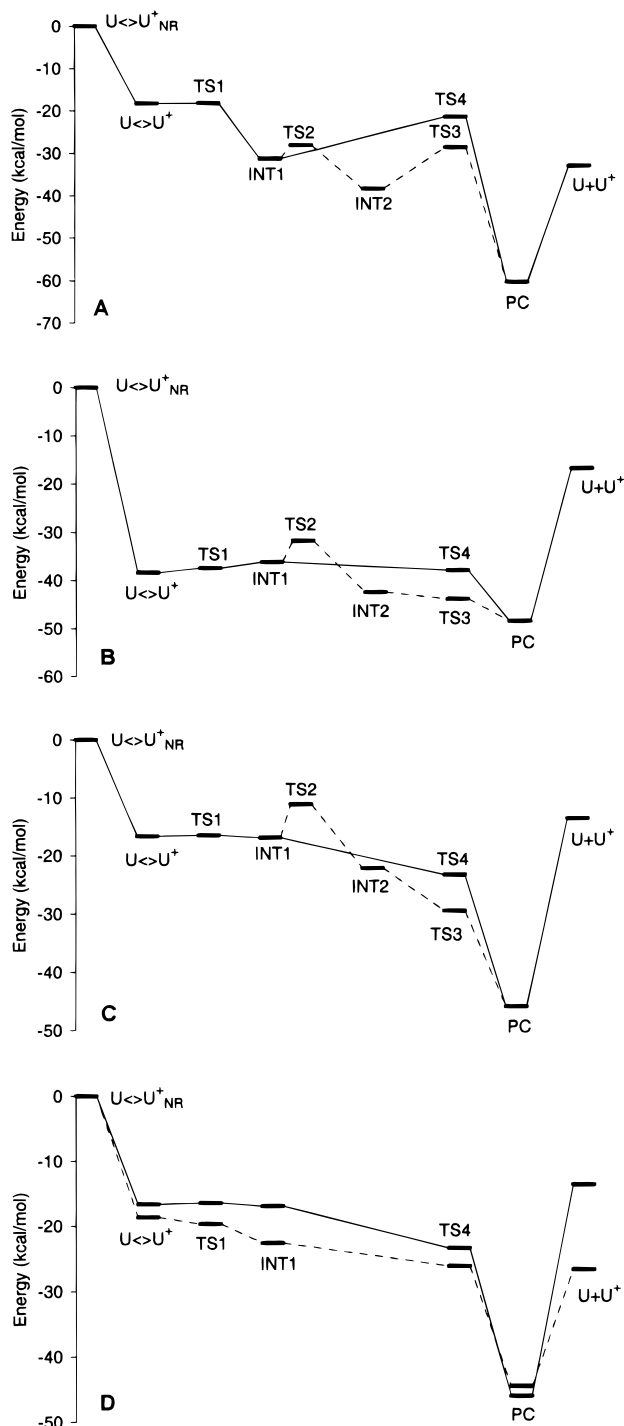 0
U<>U+NR
-10
TS1
-20
U<>U+
TS4
TS2
TS3
-30
INT1
U+U+
INT2
-40
-50
-60
PC
-70
A
Energy (kcal/mol)
0
U<>U+NR
-10
U+U+
-20
-30
TS2
TS1
TS4
INT1
-40
U<>U+
INT2
TS3
-50
PC
-60
B
Energy (kcal/mol)
0
U<>U+NR
-10
TS2
TS1
U+U+
-20
U<>U+
INT1
TS4
INT2
-30
TS3
-40
-50
PC
C
Energy (kcal/mol)
0
U<>U+NR
-10
-20
TS4
U<>U+
TS1
INT1
-30
U+U+
-40
PC
-50
D
Energy (kcal/mol)